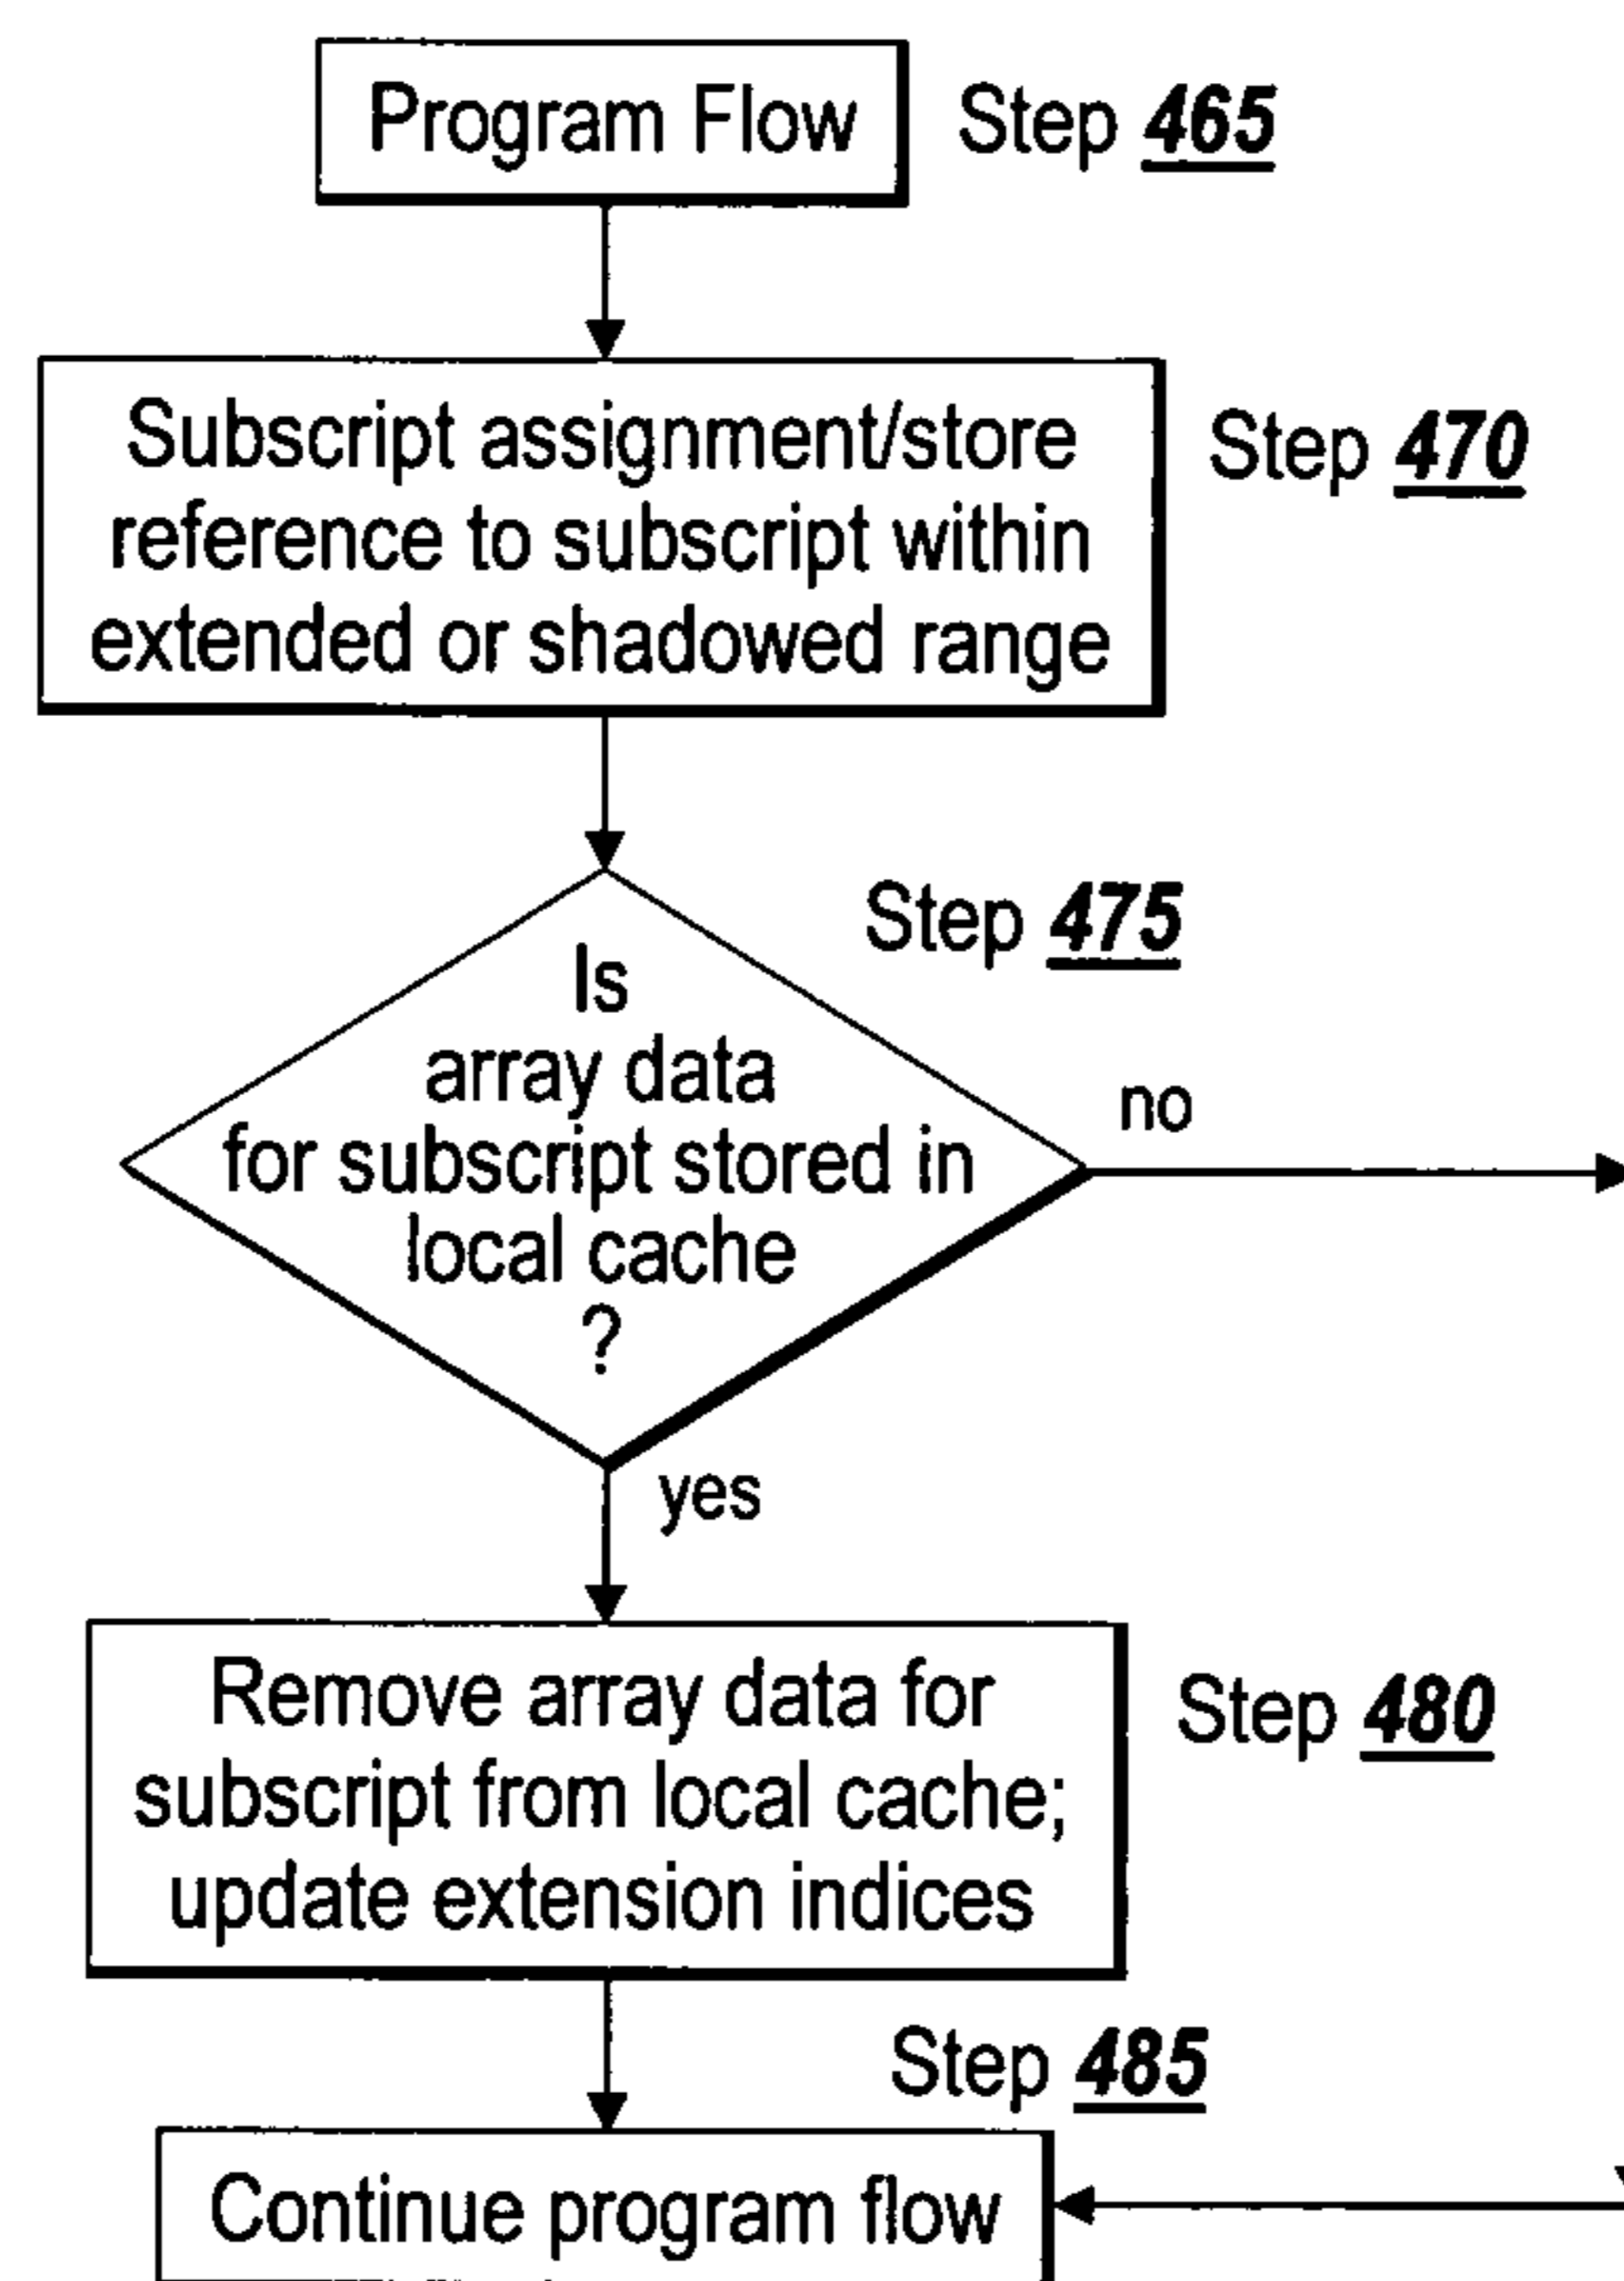 Program Flow Step 465
Subscript assignment/store
reference to subscript within
extended or shadowed range
Step 470
Step 475
Is
array data
for subscript stored in
local cache
?
no
yes
Remove array data for
subscript from local cache;
update extension indices
Step 480
Step 485
Continue program flow